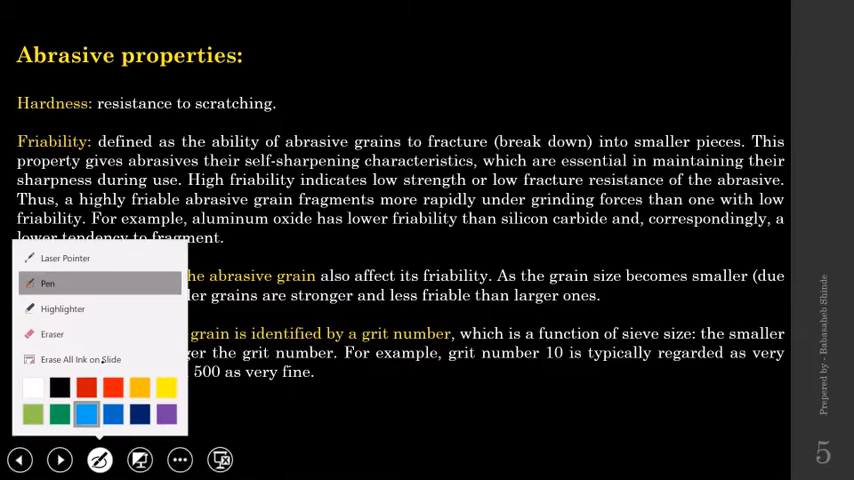 Abrasive properties:
Hardness: resistance to scratching.
Friability: defined as the ability of abrasive grains to fracture (break down) into smaller pieces. This
property gives abrasives their self-sharpening characteristics, which are essential in maintaining their
sharpness during use. High friability indicates low strength or low fracture resistance of the abrasive.
Thus, a highly friable abrasive grain fragments more rapidly under grinding forces than one with low
friability. For example, aluminum oxide has lower friability than silicon carbide and, correspondingly, a
lower tendency to fragment.
he abrasive grain also affect its friability. As the grain size becomes smaller (due
der grains are stronger and less friable than larger ones.
grain is identified by a grit number, which is a function of sieve size: the smaller
ger the grit number. For example, grit number 10 is typically regarded as very
500 as very fine.
Laser Pointer
Pen
Highlighter
Eraser
Erase All Ink on Slide
Prepered by - Babasaheb Shinde
5